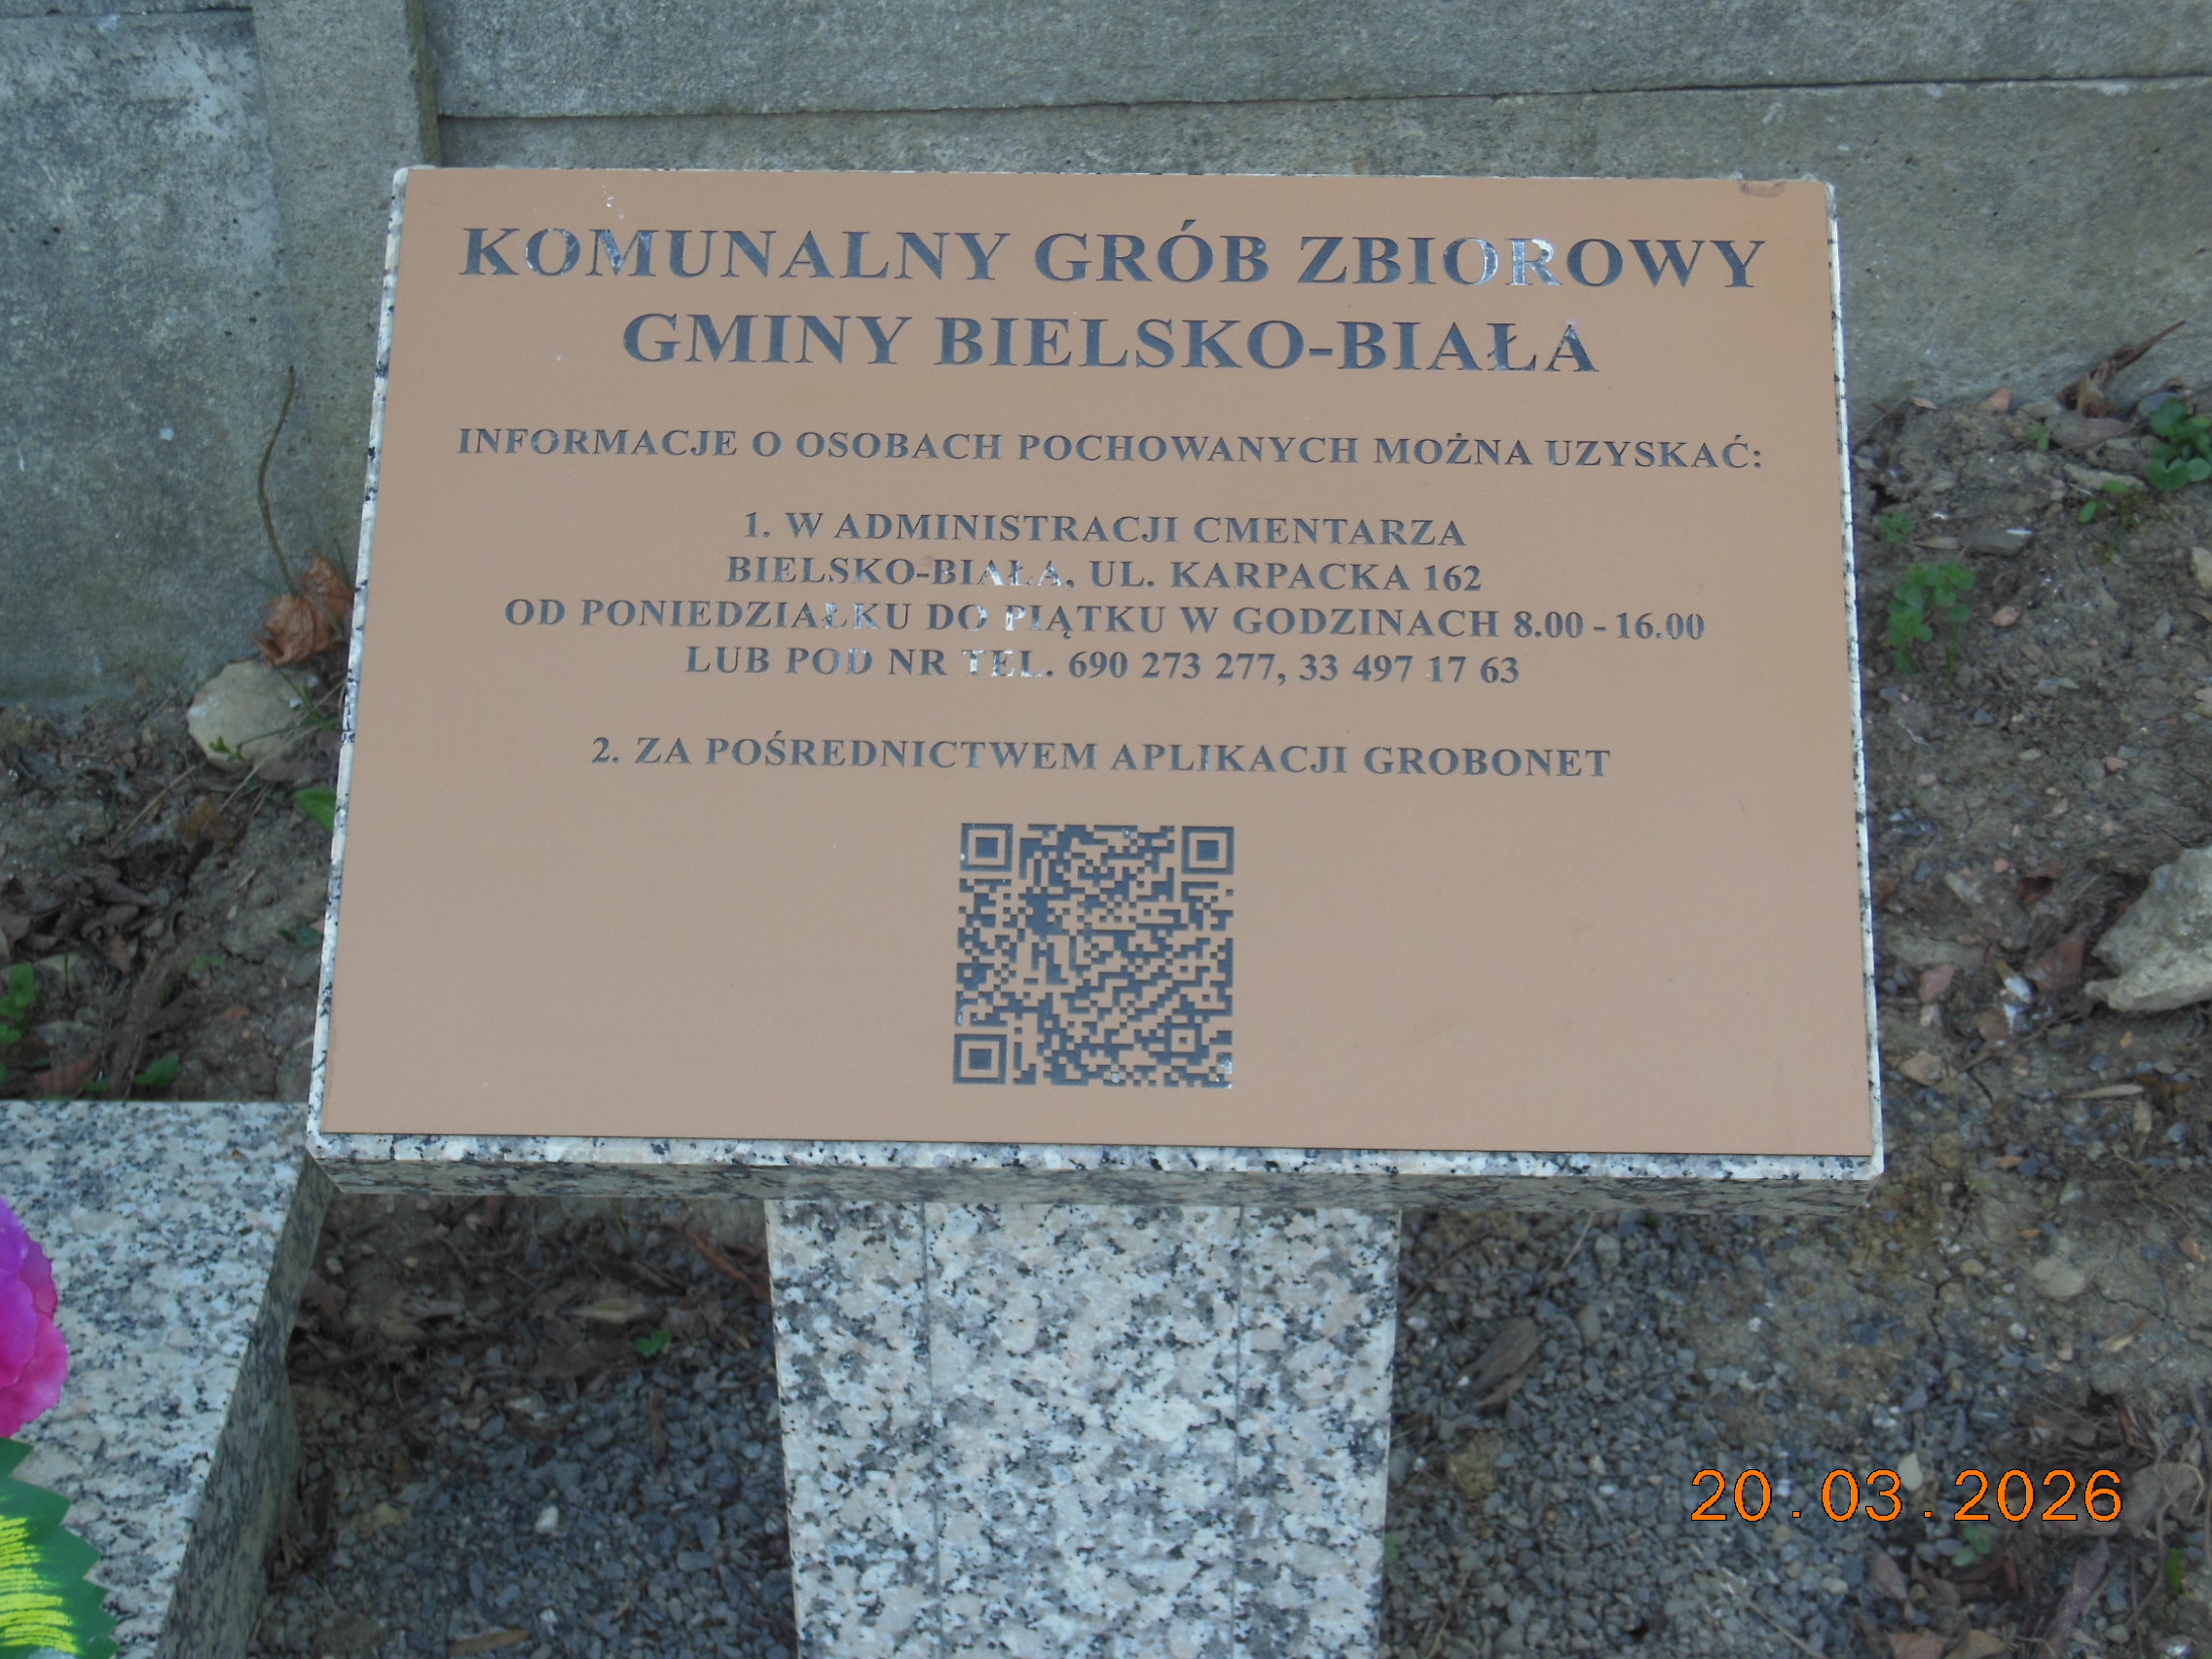 KOMUNALNY GRÓB ZBIOROWY
GMINY BIELSKO-BIAŁA
INFORMACJE O OSOBACH POCHOWANYCH MOŻNA UZYSKAĆ:
1. W ADMINISTRACJI CMENTARZA
BIELSKO-BIAŁA, UL. KARPACKA 162
OD PONIEDZIAŁKU DO PIĄTKU W GODZINACH 8.00 - 16.00
LUB POD NR TEL. 690 273 277, 33 497 17 63
2. ZA POŚREDNICTWEM APLIKACJI GROBONET
20.03.2026